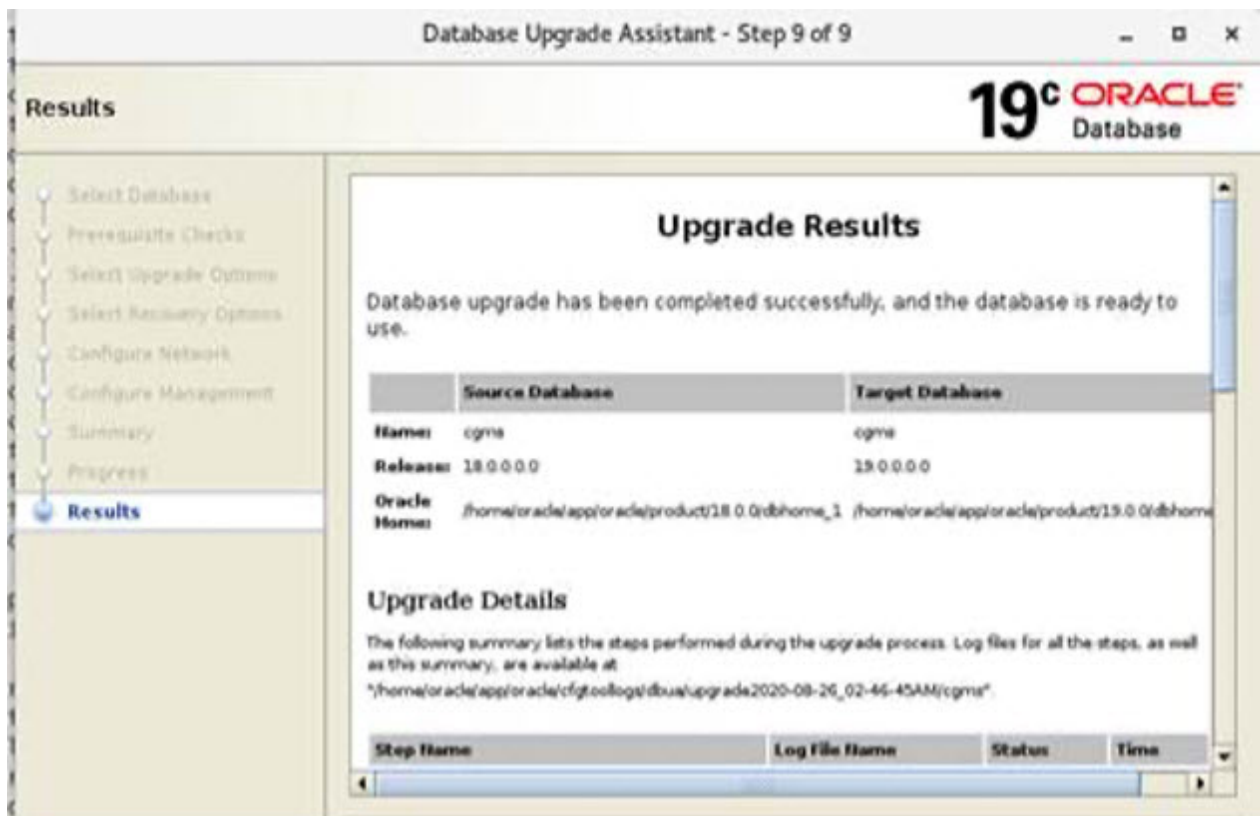 Database Upgrade Assistant - Step 9 of 9
Results
19c ORACLE
Database
Select Database
Prerequisite Checks
Select Upgrade Options
Select Recovery Options
Configure Network
Configure Management
Summary
Progress
Results
Upgrade Results
Database upgrade has been completed successfully, and the database is ready to
use.
Source Database Target Database
Name: cgms cgms
Release: 18.0.0.0.0 19.0.0.0.0
Oracle
Home: /home/oracle/app/oracle/product/18.0.0/dbhome_1 /home/oracle/app/oracle/product/19.0.0/dbhome
Upgrade Details
The following summary lists the steps performed during the upgrade process. Log files for all the steps, as well
as this summary, are available at
"/home/oracle/app/oracle/cfgtoollogs/dbua/upgrade2020-08-26_02-46-45AM/cgms".
Step Name Log File Name Status Time